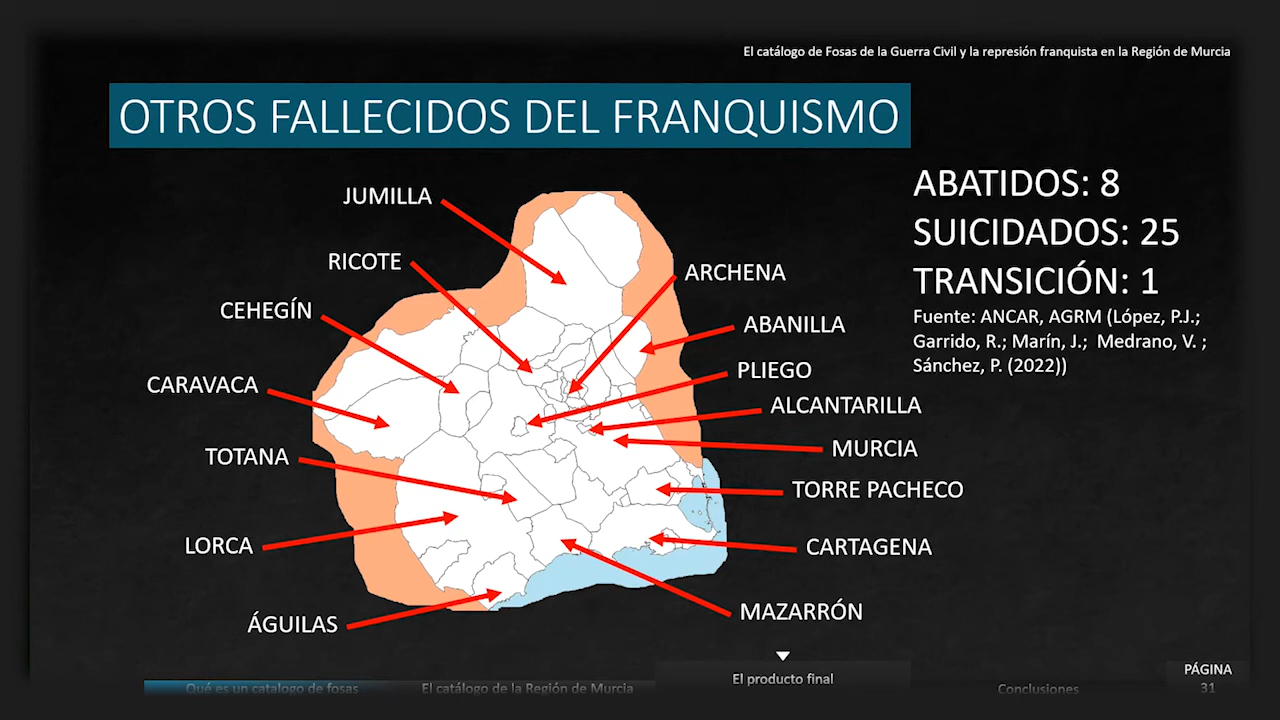 El catálogo de Fosas de la Guerra Civil y la represión franquista en la Región de Murcia
OTROS FALLECIDOS DEL FRANQUISMO
ABATIDOS: 8
SUICIDADOS: 25
TRANSICIÓN: 1
Fuente: ANCAR, AGRM (López, P.J.;
Garrido, R.; Marín, J.; Medrano, V. ;
Sánchez, P. (2022))
JUMILLA
RICOTE
CEHEGÍN
CARAVACA
TOTANA
LORCA
ÁGUILAS
ARCHENA
ABANILLA
PLIEGO
ALCANTARILLA
MURCIA
TORRE PACHECO
CARTAGENA
MAZARRÓN
Qué es un catalogo de fosas
El catálogo de la Región de Murcia
El producto final
Conclusiones
PÁGINA
31